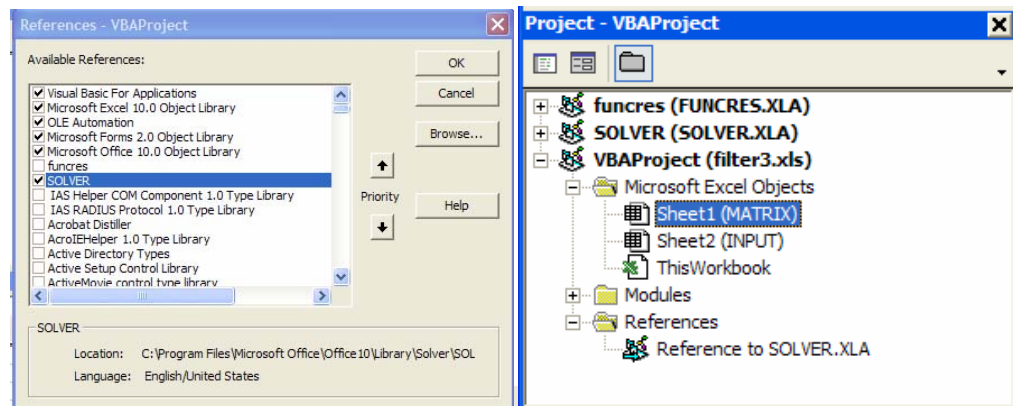 References - VBAProject
Available References:
Visual Basic For Applications
Microsoft Excel 10.0 Object Library
OLE Automation
Microsoft Forms 2.0 Object Library
Microsoft Office 10.0 Object Library
funcres
SOLVER
IAS Helper COM Component 1.0 Type Library
IAS RADIUS Protocol 1.0 Type Library
Acrobat Distiller
AcroIEHelper 1.0 Type Library
Active Directory Types
Active Setup Control Library
ActiveMovie control type library
OK
Cancel
Browse...
Priority
Help
SOLVER
Location: C:\Program Files\Microsoft Office\Office10\Library\Solver\SOL
Language: English/United States
Project - VBAProject
funcres (FUNCRES.XLA)
SOLVER (SOLVER.XLA)
VBAProject (filter3.xls)
Microsoft Excel Objects
Sheet1 (MATRIX)
Sheet2 (INPUT)
ThisWorkbook
Modules
References
Reference to SOLVER.XLA